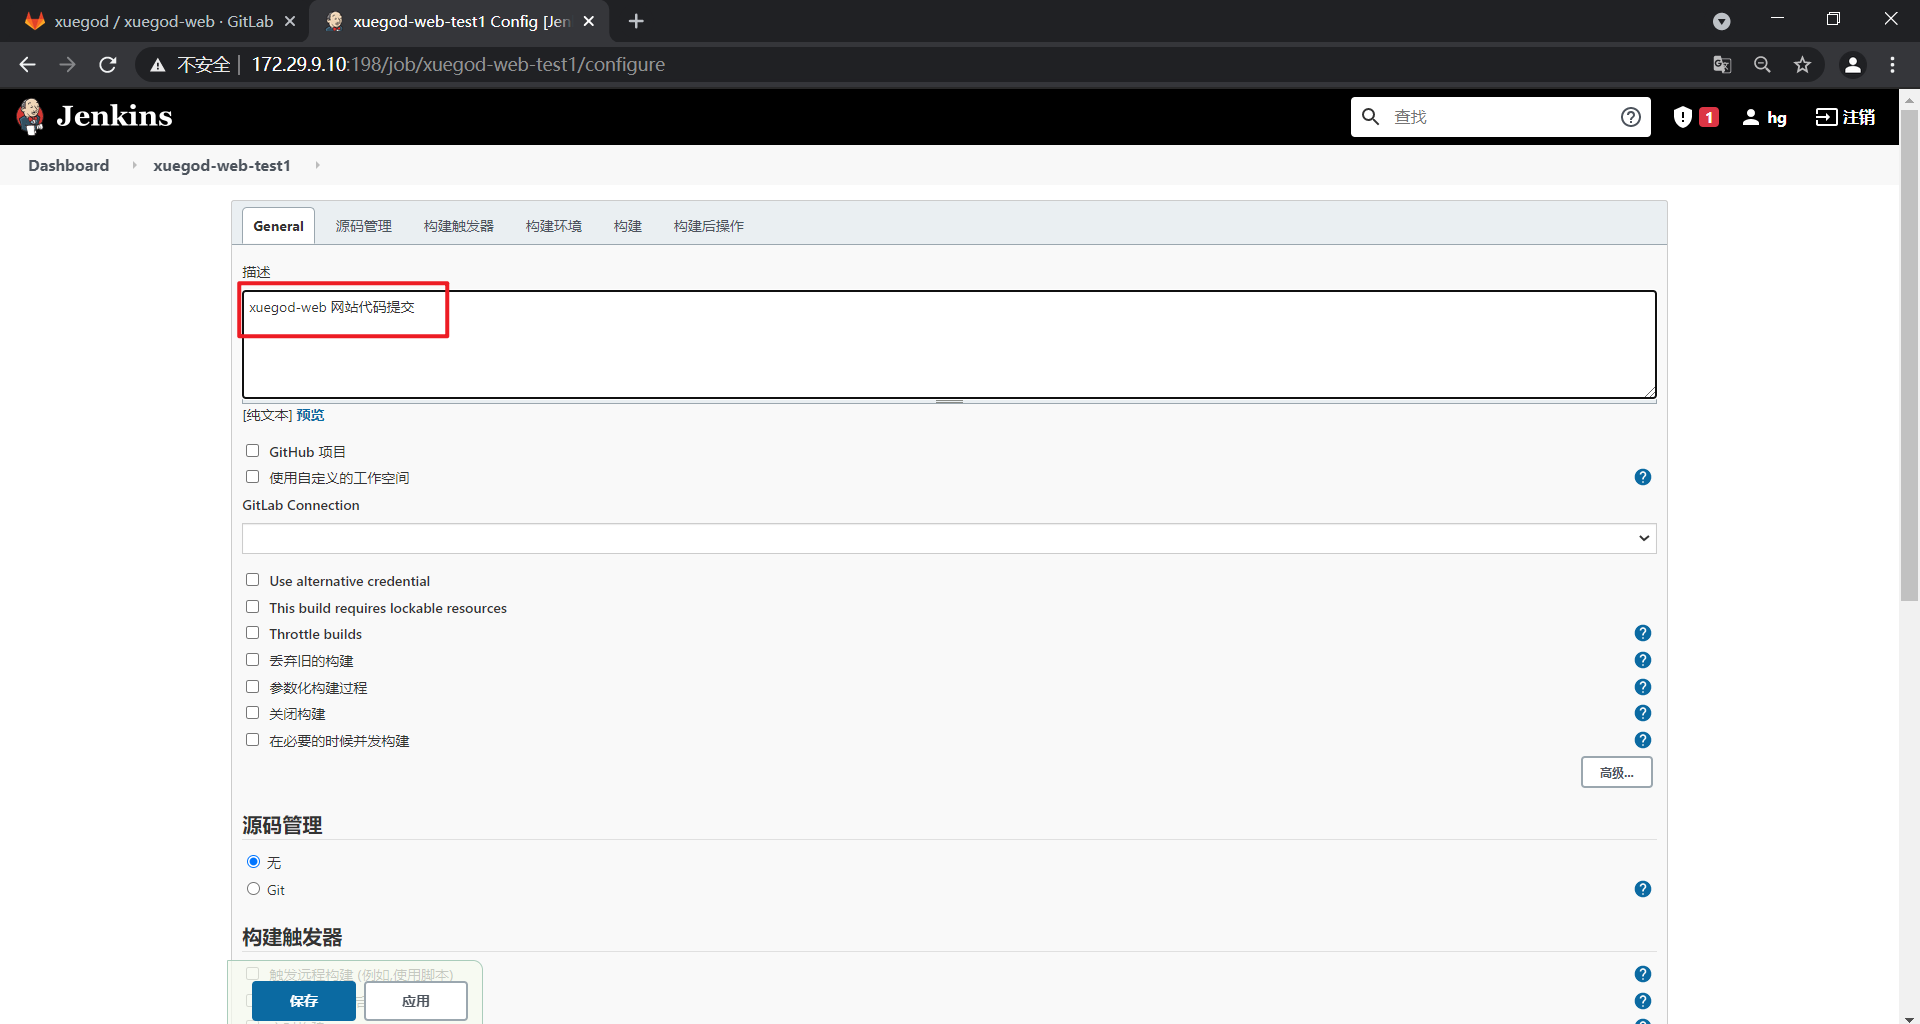 xuegod / xuegod-web · GitLab
xuegod-web-test1 Config [Jen
不安全 172.29.9.10:198/job/xuegod-web-test1/configure
Jenkins
查找
1
hg
注销
Dashboard
xuegod-web-test1
General
源码管理
构建触发器
构建环境
构建
构建后操作
描述
xuegod-web 网站代码提交
[纯文本] 预览
GitHub 项目
使用自定义的工作空间
GitLab Connection
Use alternative credential
This build requires lockable resources
Throttle builds
丢弃旧的构建
参数化构建过程
关闭构建
在必要的时候并发构建
高级...
源码管理
无
Git
构建触发器
触发远程构建 (例如,使用脚本)
保存
应用